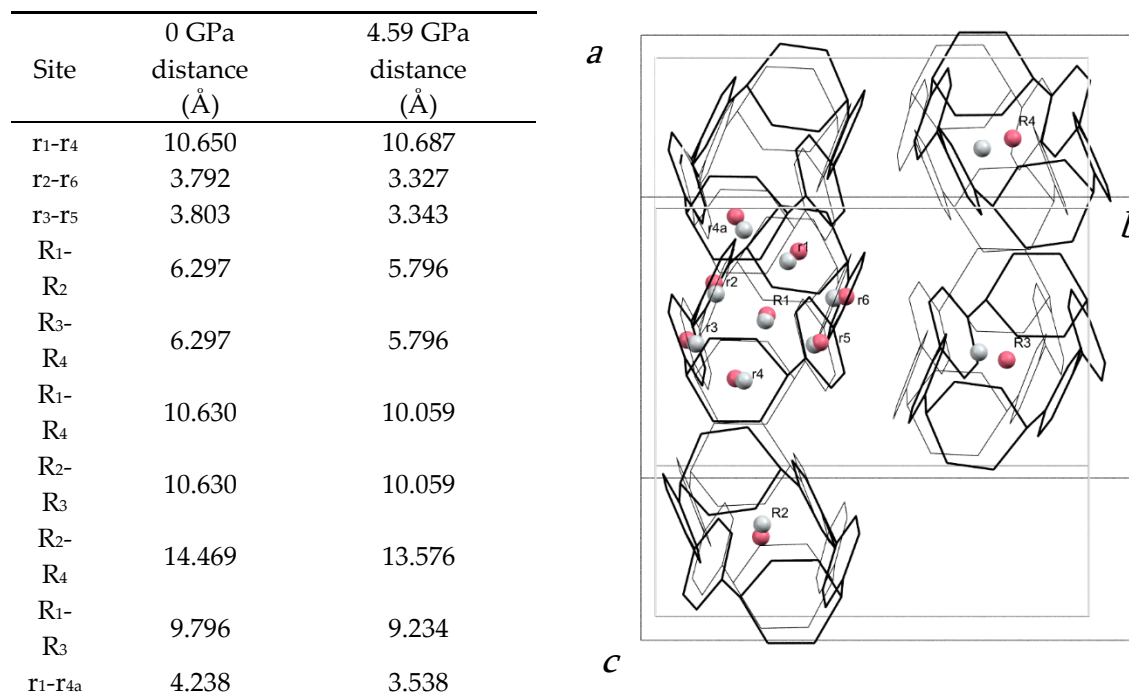 Site 0 GPa distance (Å) 4.59 GPa distance (Å)
r1-r4 10.650 10.687
r2-r6 3.792 3.327
r3-r5 3.803 3.343
R1-R2 6.297 5.796
R3-R4 6.297 5.796
R1-R4 10.630 10.059
R2-R3 10.630 10.059
R2-R4 14.469 13.576
R1-R3 9.796 9.234
r1-r4a 4.238 3.538
a
R4
b
r4a
r1
r2
R1
r6
r3
r5
R3
r4
R2
c